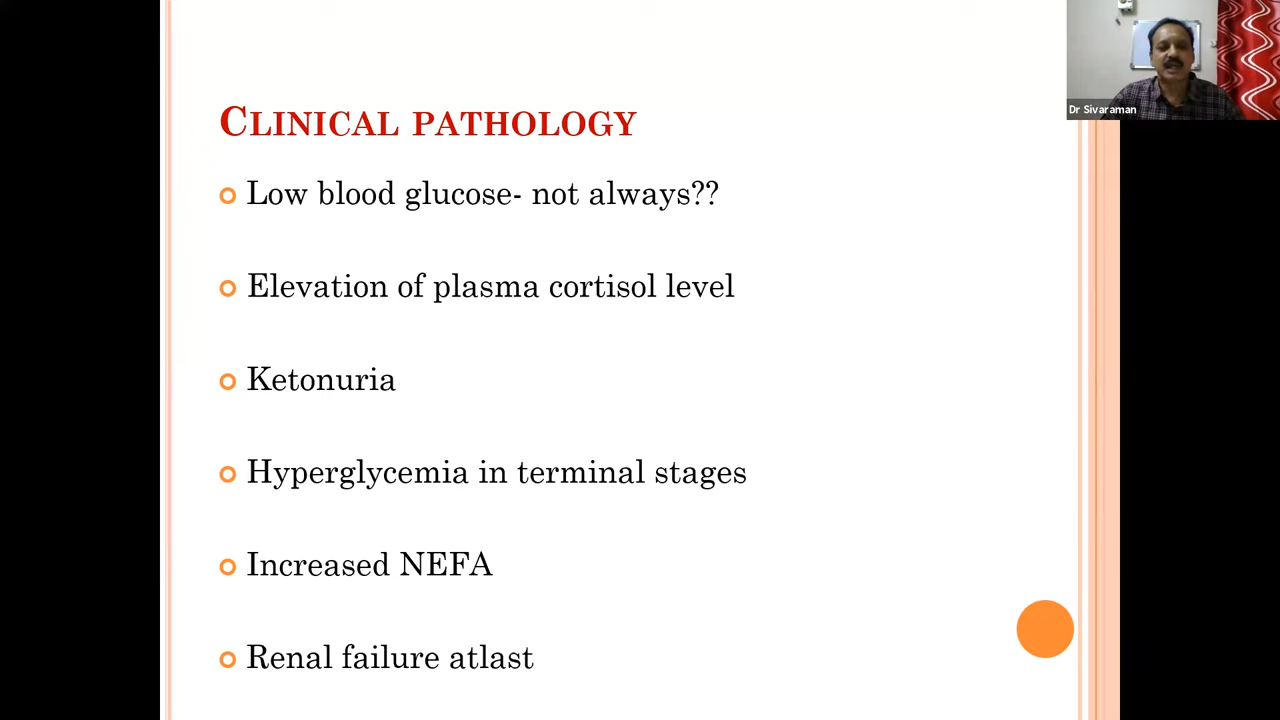 CLINICAL PATHOLOGY
Dr Sivaraman
Low blood glucose- not always??
Elevation of plasma cortisol level
Ketonuria
Hyperglycemia in terminal stages
Increased NEFA
Renal failure atlast